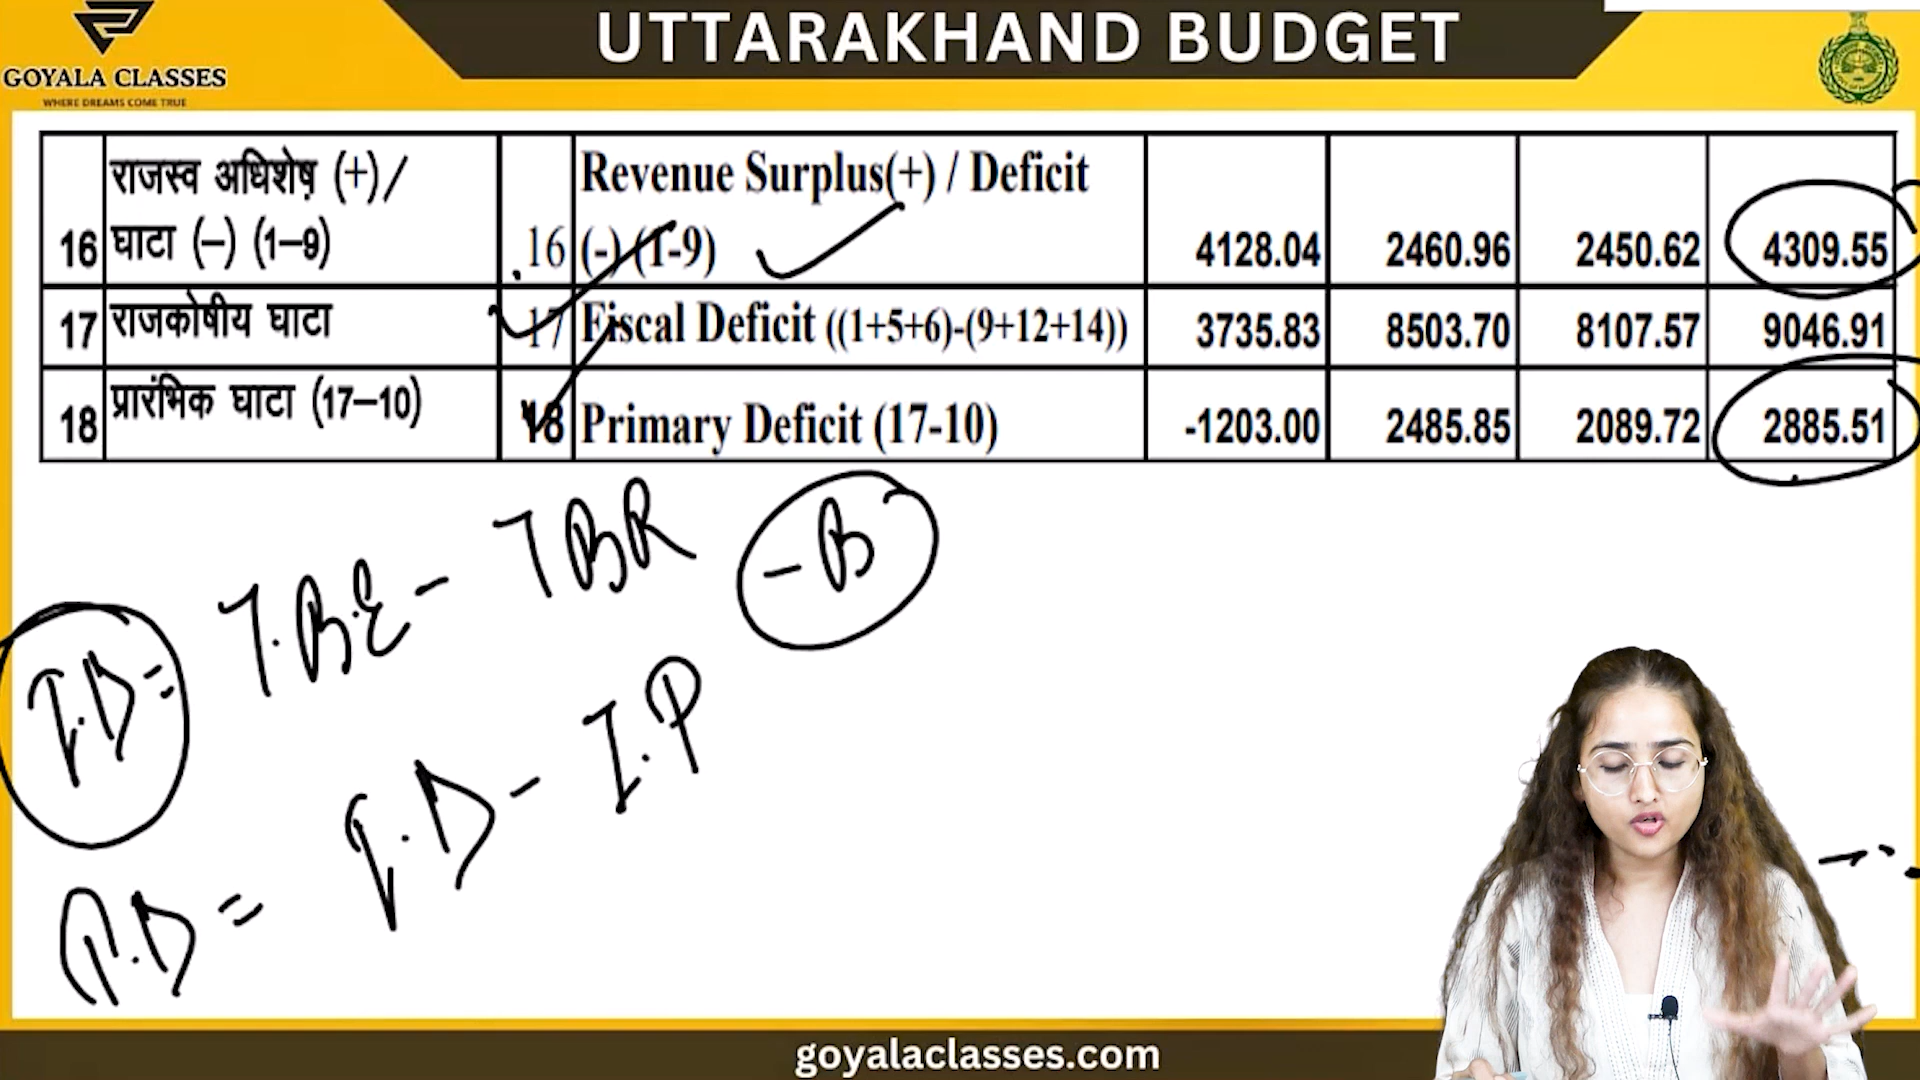 UTTARAKHAND BUDGET
GOYALA CLASSES
WHERE DREAMS COME TRUE
16 राजस्व अधिशेष (+)/ घाटा (–) (1–9) 16 Revenue Surplus(+) / Deficit (-) (1-9) 4128.04 2460.96 2450.62 4309.55
17 राजकोषीय घाटा 17 Fiscal Deficit ((1+5+6)-(9+12+14)) 3735.83 8503.70 8107.57 9046.91
18 प्रारंभिक घाटा (17–10) 18 Primary Deficit (17-10) -1203.00 2485.85 2089.72 2885.51
F.D = T.B.E - TBR - B
P.D = F.D - I.P
goyalaclasses.com